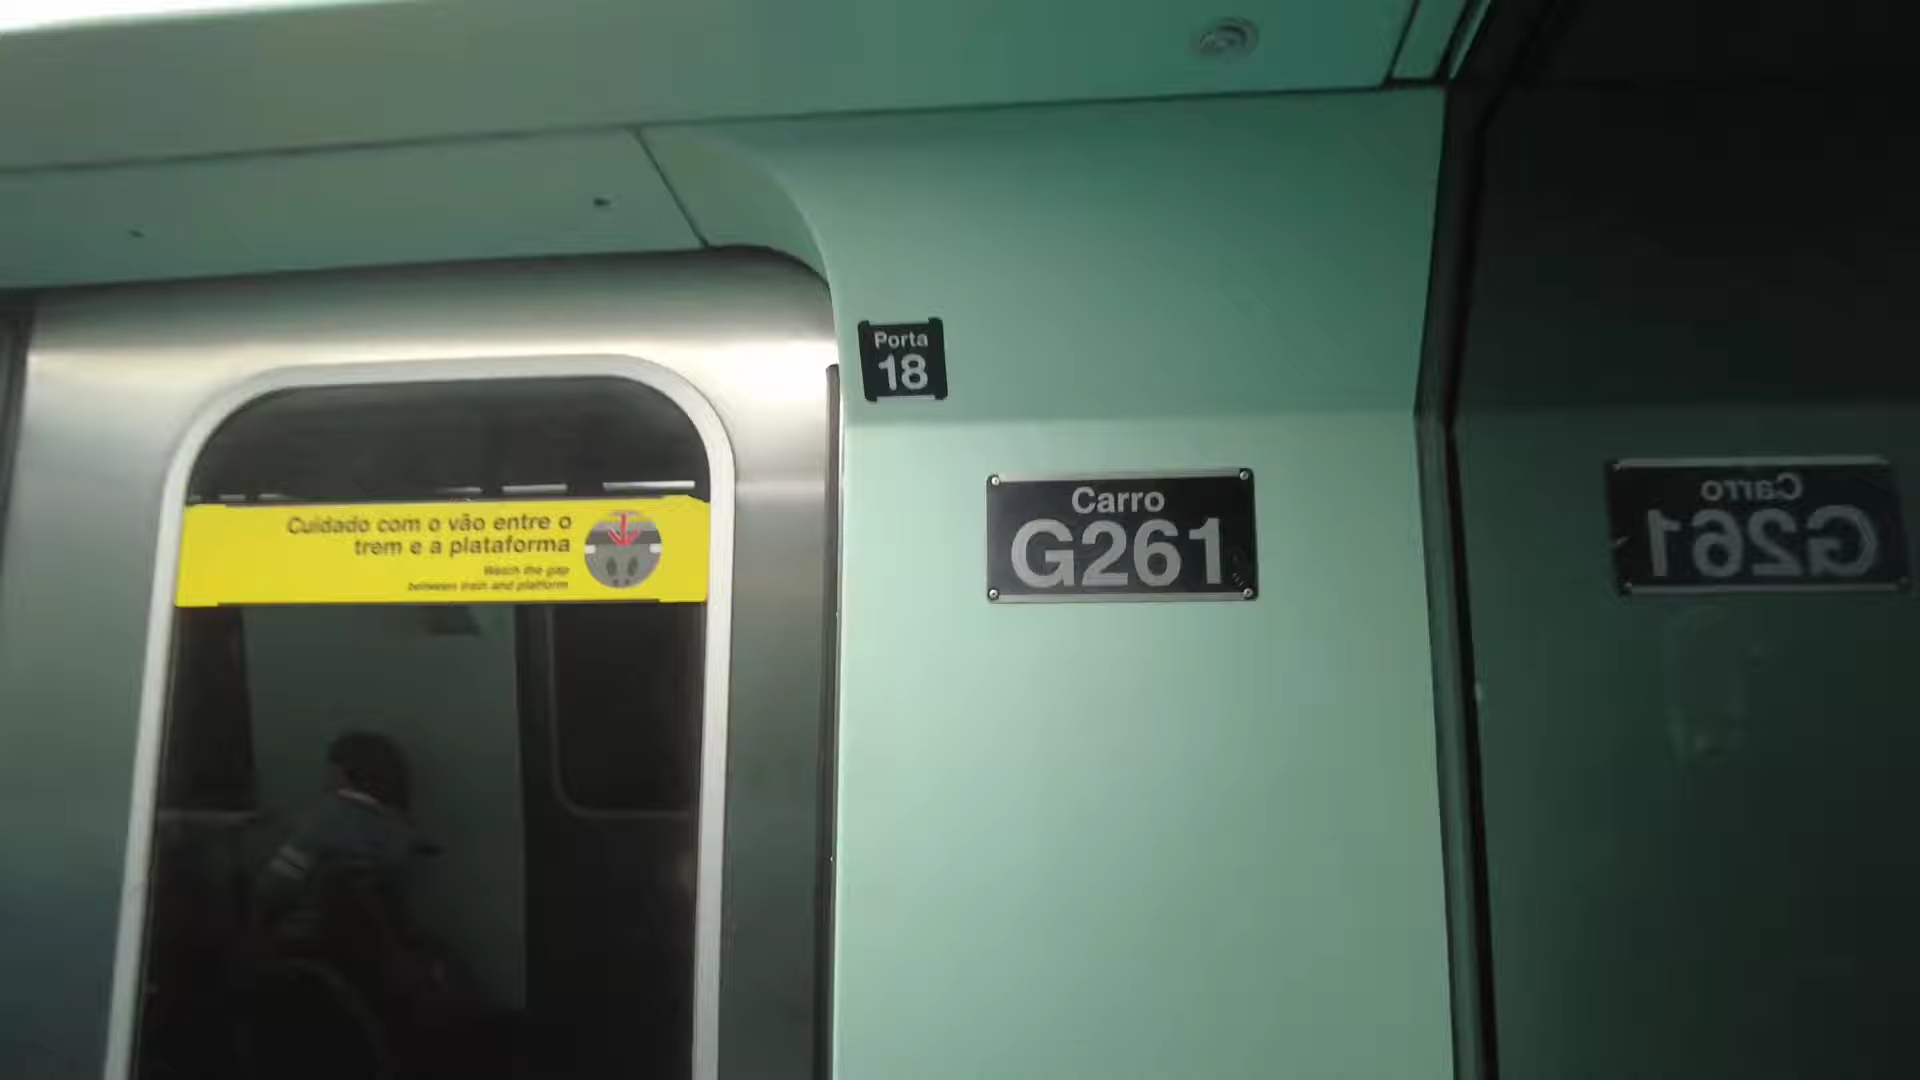 Porta
18
Cuidado com o vão entre o
trem e a plataforma
Watch the gap
between train and platform
Carro
G261
Carro
G261